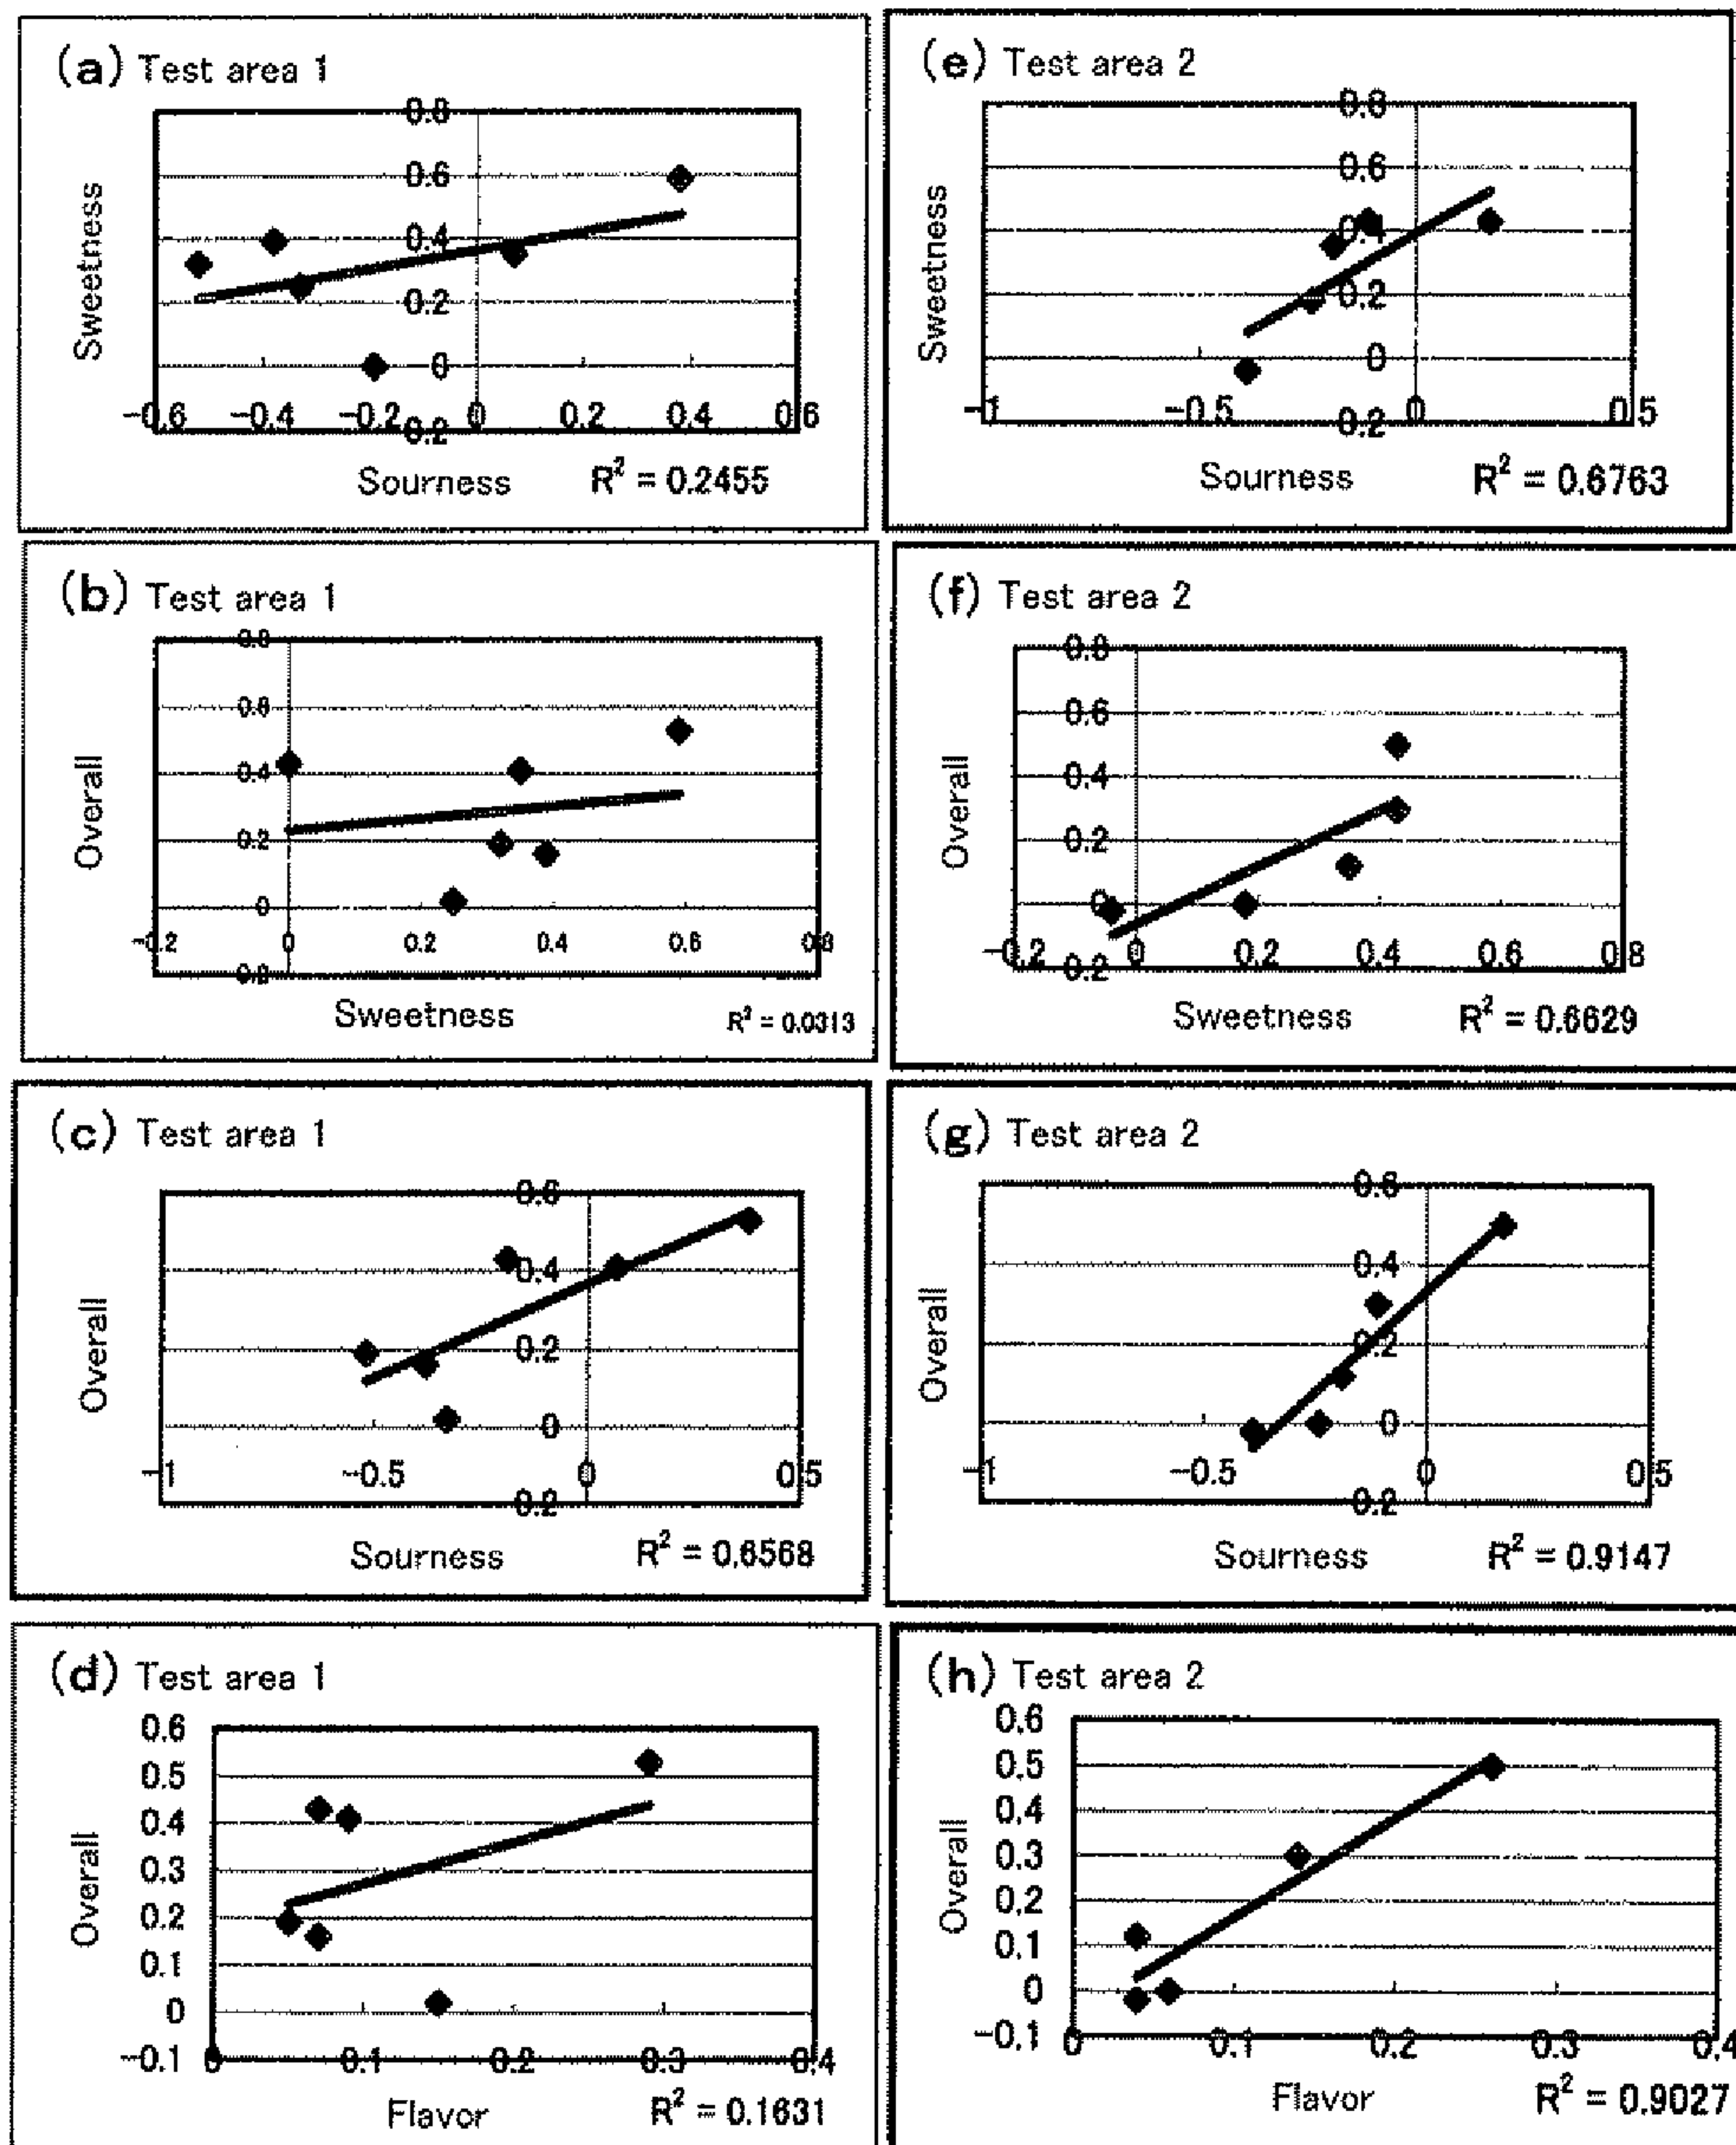 (a) Test area 1
Sweetness
0.8
0.6
0.4
0.2
0
-0.6 -0.4 -0.2 0 0.2 0.4 0.6
0.2
Sourness R² = 0.2455
(e) Test area 2
Sweetness
0.8
0.6
0.4
0.2
0
-1 -0.5 0 0.5
0.2
Sourness R² = 0.6763
(b) Test area 1
Overall
0.8
0.6
0.4
0.2
0
-0.2 0 0.2 0.4 0.6 0.8
0.2
Sweetness R² = 0.0313
(f) Test area 2
Overall
0.8
0.6
0.4
0.2
0
-0.2 0 0.2 0.4 0.6 0.8
0.2
Sweetness R² = 0.6629
(c) Test area 1
Overall
0.6
0.4
0.2
0
-1 -0.5 0 0.5
0.2
Sourness R² = 0.6568
(g) Test area 2
Overall
0.6
0.4
0.2
0
-1 -0.5 0 0.5
0.2
Sourness R² = 0.9147
(d) Test area 1
Overall
0.6
0.5
0.4
0.3
0.2
0.1
0
-0.1 0 0.1 0.2 0.3 0.4
Flavor R² = 0.1631
(h) Test area 2
Overall
0.6
0.5
0.4
0.3
0.2
0.1
0
-0.1 0 0.1 0.2 0.3 0.4
Flavor R² = 0.9027